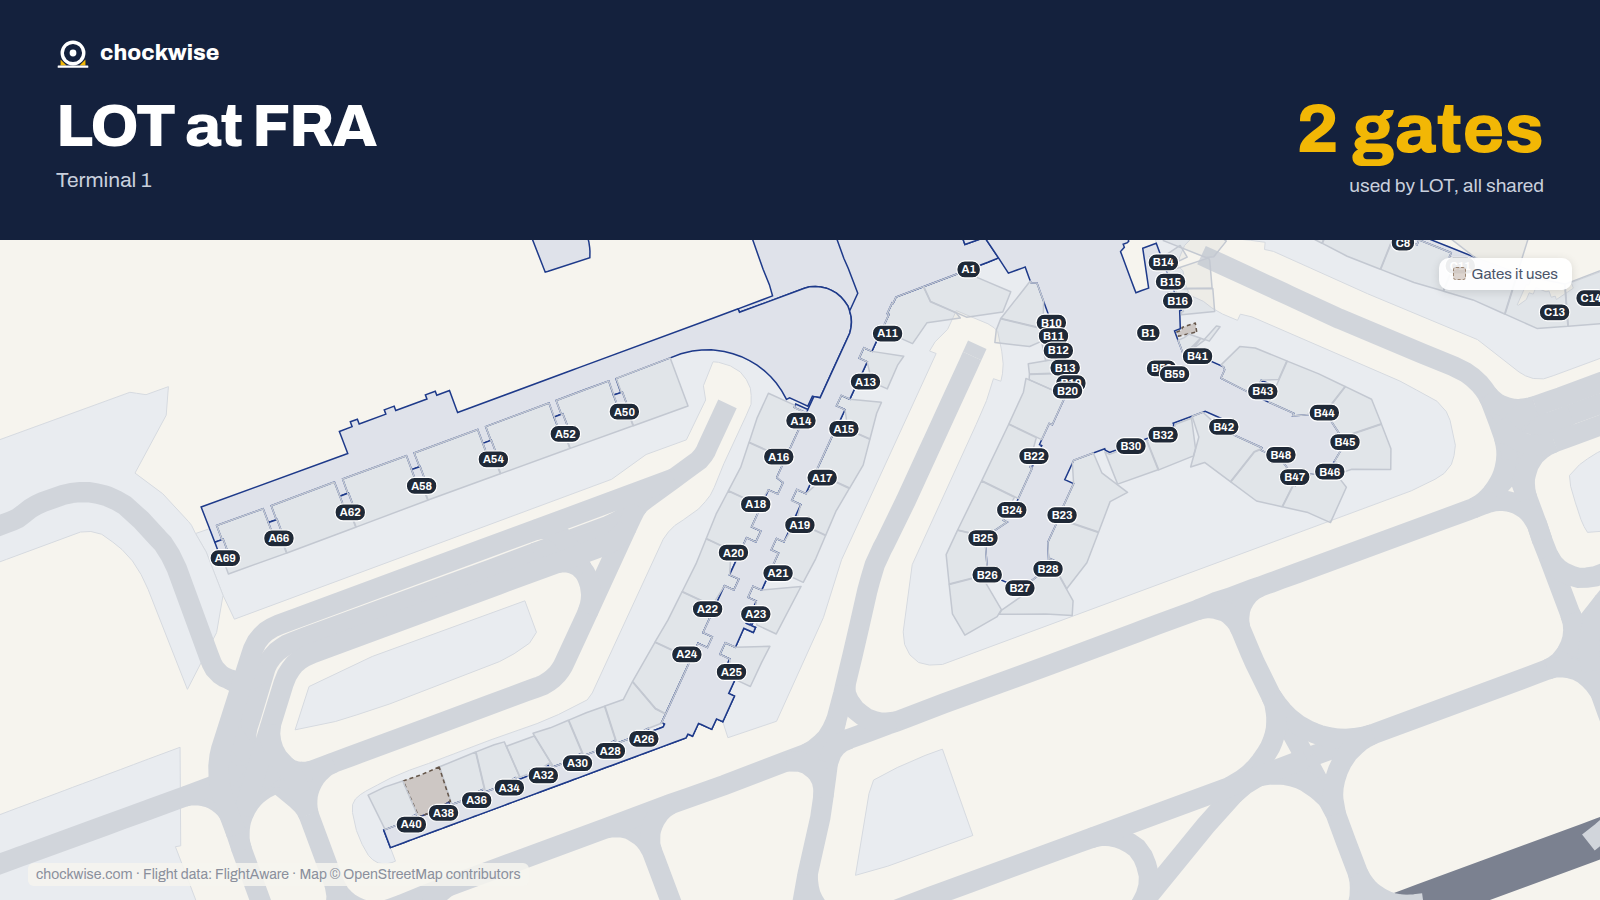 chockwise
LOT at FRA
Terminal 1
2 gates
used by LOT, all shared
C8
Gates it uses
A1
B14
B15
B16
C14
C13
B10
B11
B12
B1
A11
B13
B41
B59
A13
B20
B43
A50
A14
A15
B44
B42
A52
B32
B30
B45
A54
A16
B22
B48
A17
B47
B46
A58
A62
A18
B24
B23
A66
A19
B25
A69
A20
A21
B26
B28
B27
A22
A23
A24
A25
A26
A28
A30
A32
A34
A36
A38
A40
chockwise.com · Flight data: FlightAware · Map © OpenStreetMap contributors